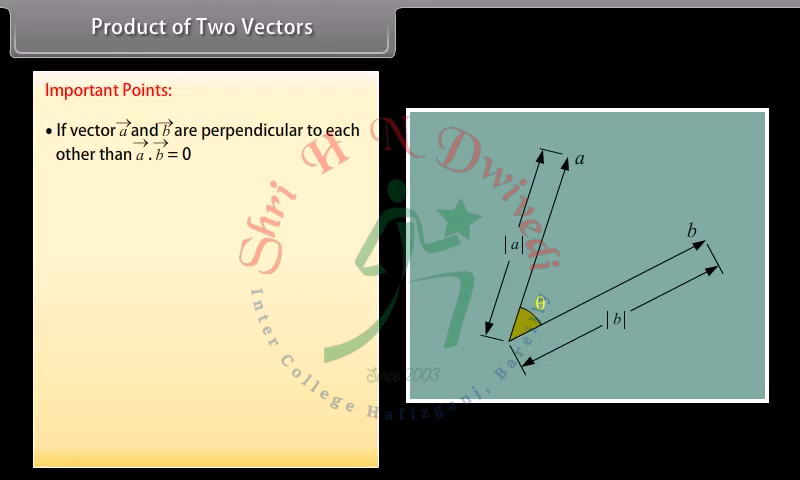 Product of Two Vectors
Important Points:
• If vector a⃗ and b⃗ are perpendicular to each
other than a⃗ . b⃗ = 0
a
b
|a|
θ
|b|
Shri H N Dwivedi
Since 2003
Inter College Hafizganj, Bareilly